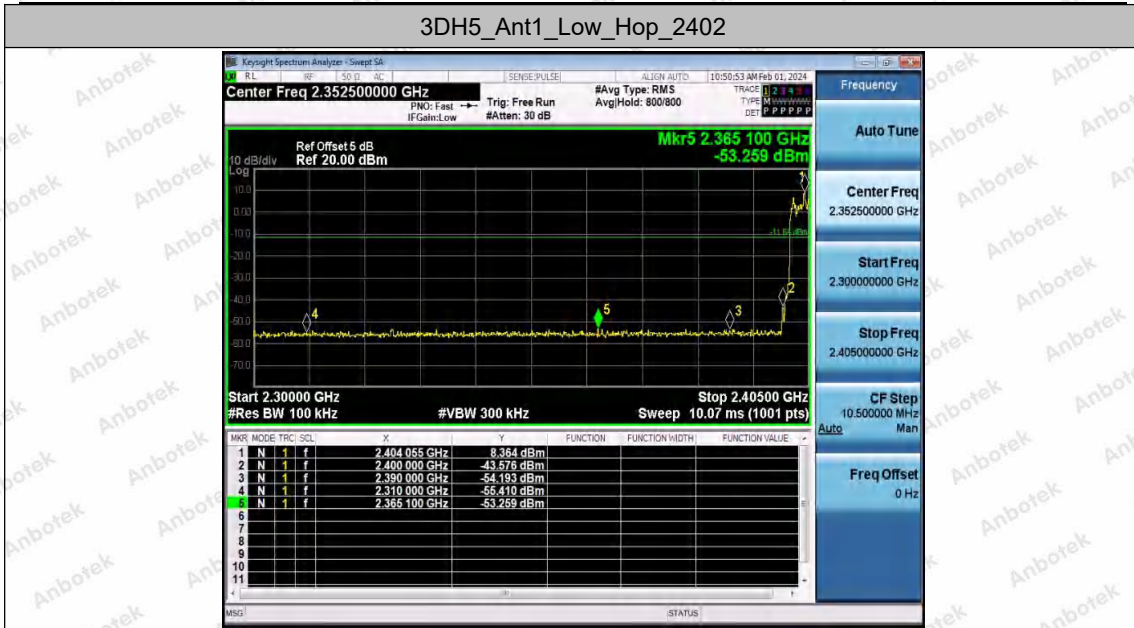 3DH5_Ant1_Low_Hop_2402
Keysight Spectrum Analyzer - Swept SA
RL RF 50 Ω AC SENSE:PULSE ALIGN AUTO 10:50:53 AM Feb 01, 2024
Center Freq 2.352500000 GHz
PNO: Fast
IFGain:Low
Trig: Free Run
#Atten: 30 dB
#Avg Type: RMS
Avg|Hold: 800/800
TRACE 1 2 3 4 5 6
TYPE M WWWWW
DET P P P P P P
Mkr5 2.365 100 GHz
-53.259 dBm
Ref Offset 5 dB
10 dB/div Ref 20.00 dBm
Log
10.0
0.00
-10.0
-20.0
-30.0
-40.0
-50.0
-60.0
-70.0
1
2
3
4
5
Start 2.30000 GHz Stop 2.40500 GHz
#Res BW 100 kHz #VBW 300 kHz Sweep 10.07 ms (1001 pts)
MKR MODE TRC SCL X Y FUNCTION FUNCTION WIDTH FUNCTION VALUE
1 N 1 f 2.404 055 GHz 8.364 dBm
2 N 1 f 2.400 000 GHz -43.576 dBm
3 N 1 f 2.390 000 GHz -54.193 dBm
4 N 1 f 2.310 000 GHz -55.410 dBm
5 N 1 f 2.365 100 GHz -53.259 dBm
6
7
8
9
10
11
MSG STATUS
Frequency
Auto Tune
Center Freq
2.352500000 GHz
Start Freq
2.300000000 GHz
Stop Freq
2.405000000 GHz
CF Step
10.500000 MHz
Auto Man
Freq Offset
0 Hz
Anbotek